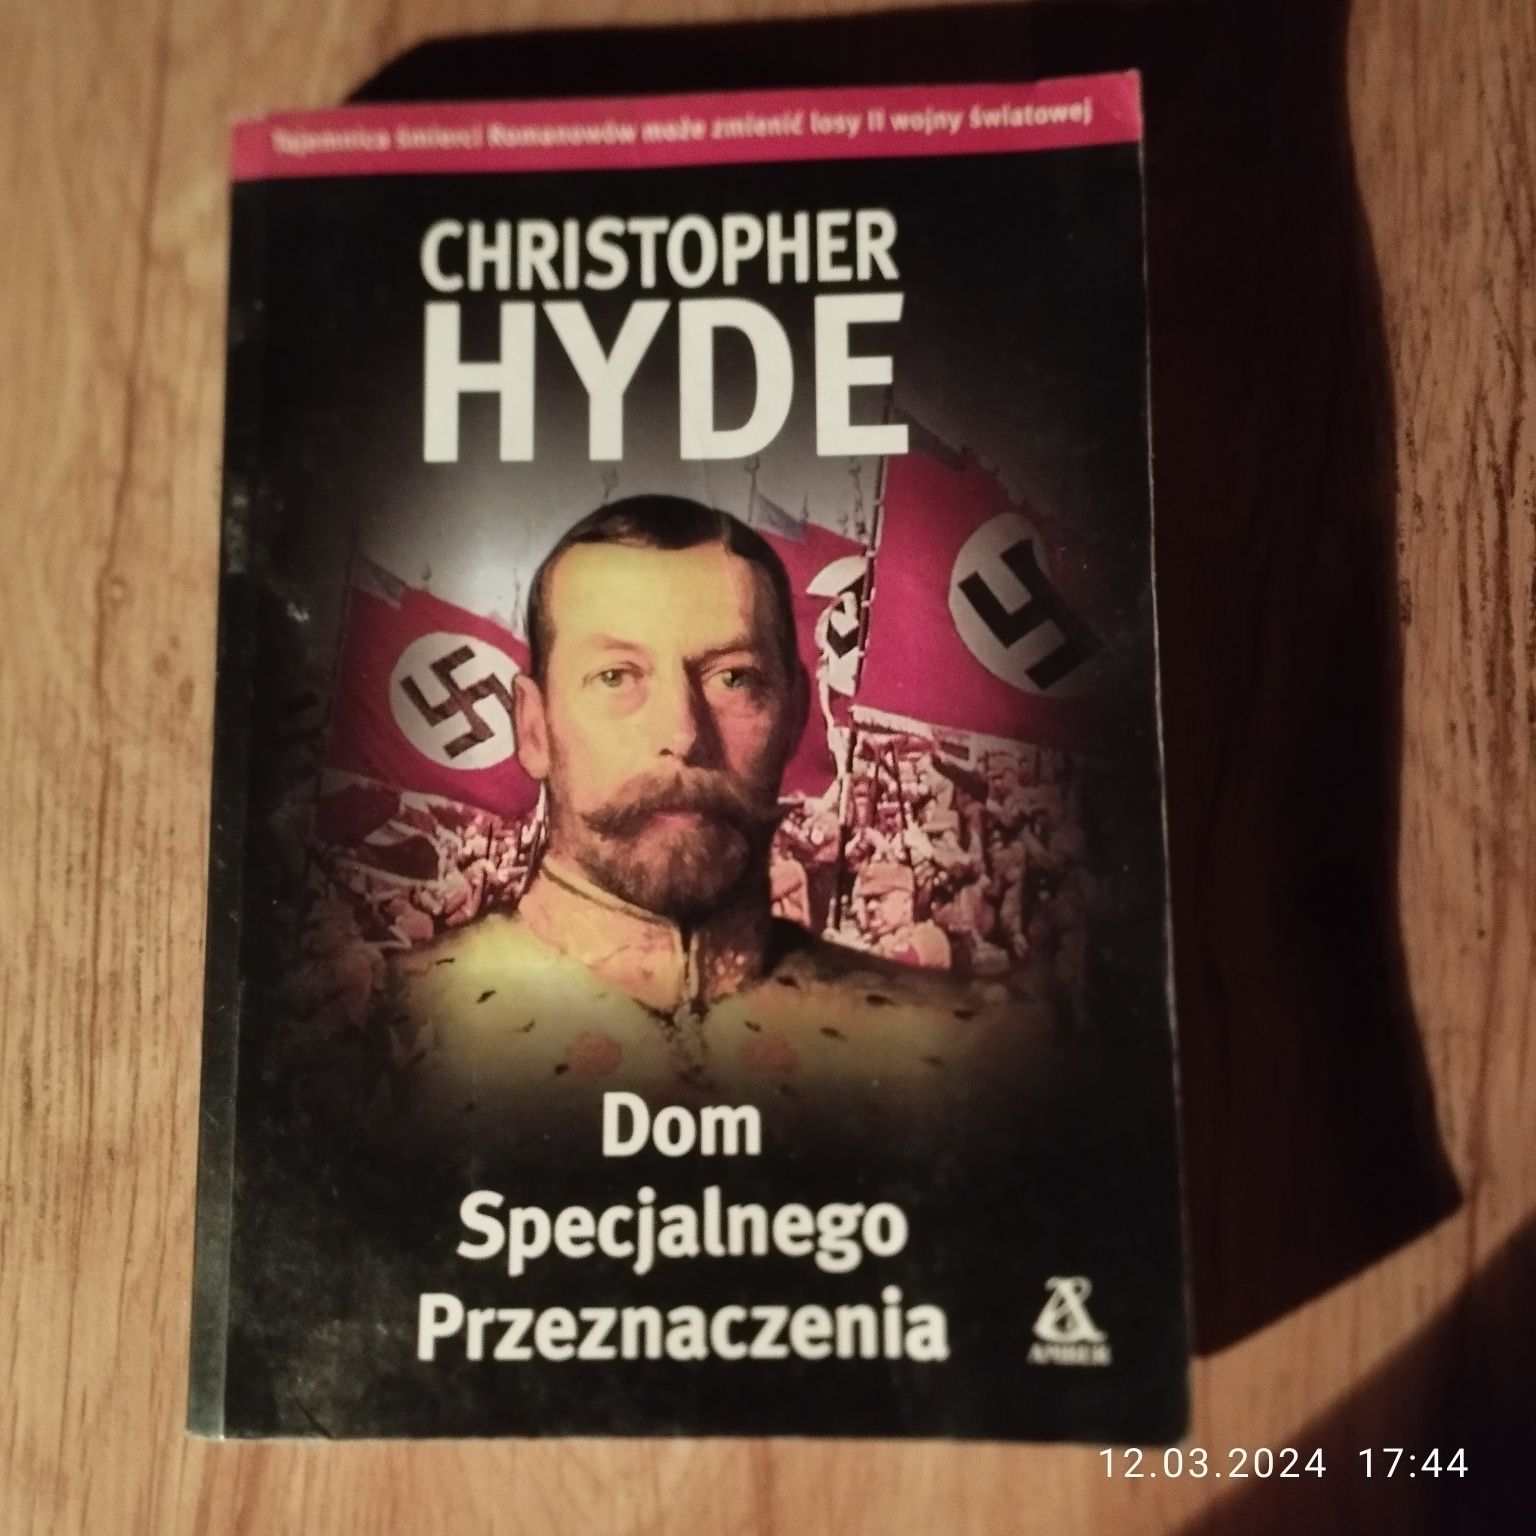 Tajemnica śmierci Romanowów może zmienić losy II wojny światowej
CHRISTOPHER
HYDE
Dom
Specjalnego
Przeznaczenia
AMBER
12.03.2024 17:44